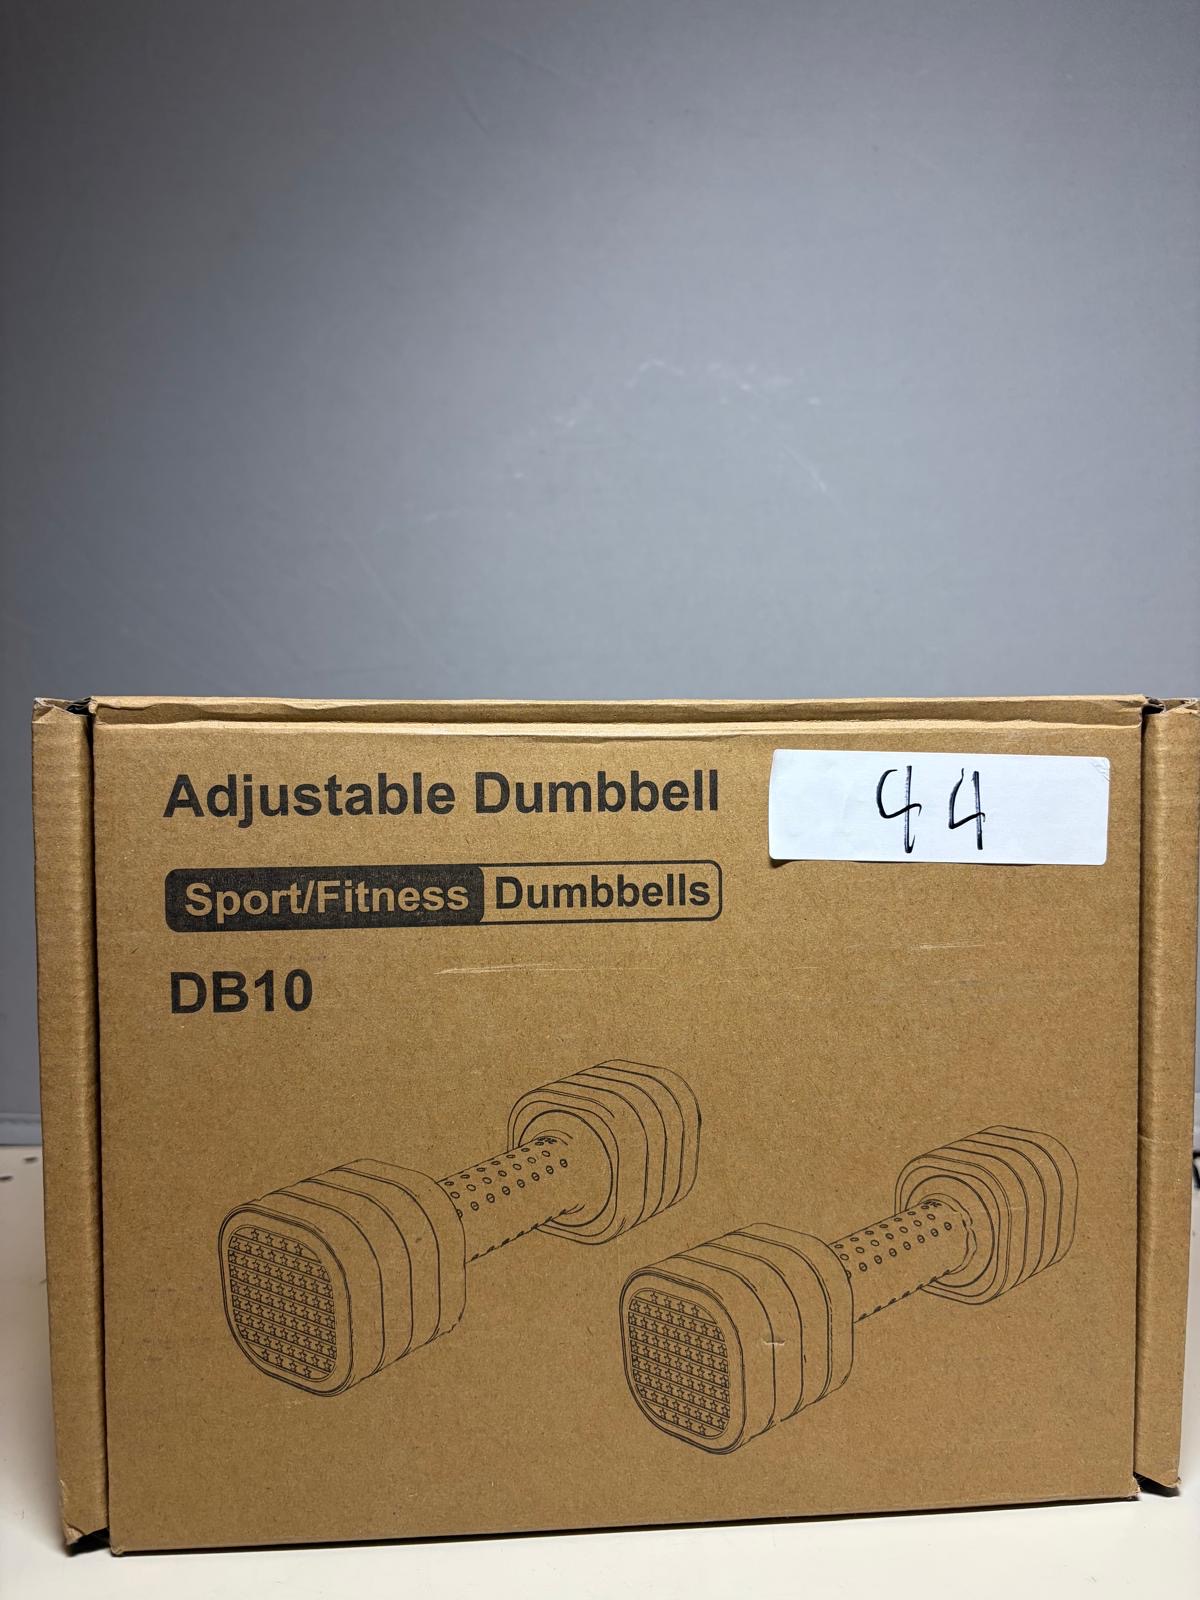 Adjustable Dumbbell
44
Sport/Fitness Dumbbells
DB10